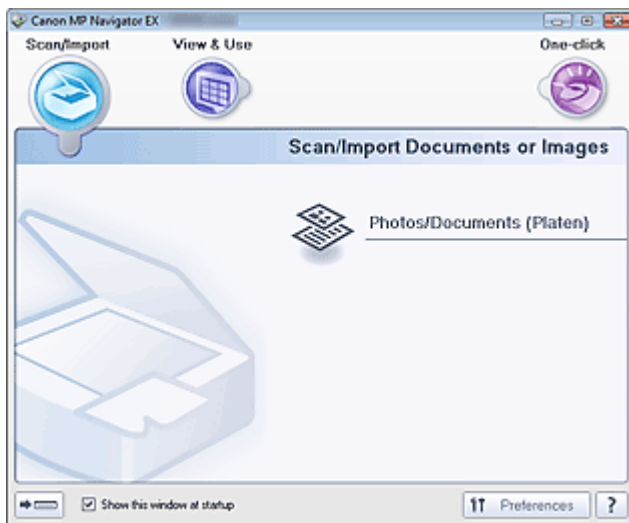 Canon MP Navigator EX
Scan/Import View & Use One-click
Scan/Import Documents or Images
Photos/Documents (Platen)
Show this window at startup
Preferences ?